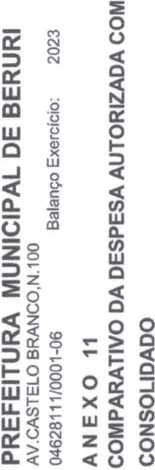 PREFEITURA MUNICIPAL DE BERURI
AV.CASTELO BRANCO,N.100
04628111/0001-06 Balanço Exercício: 2023
A N E X O 11
COMPARATIVO DA DESPESA AUTORIZADA COM
CONSOLIDADO